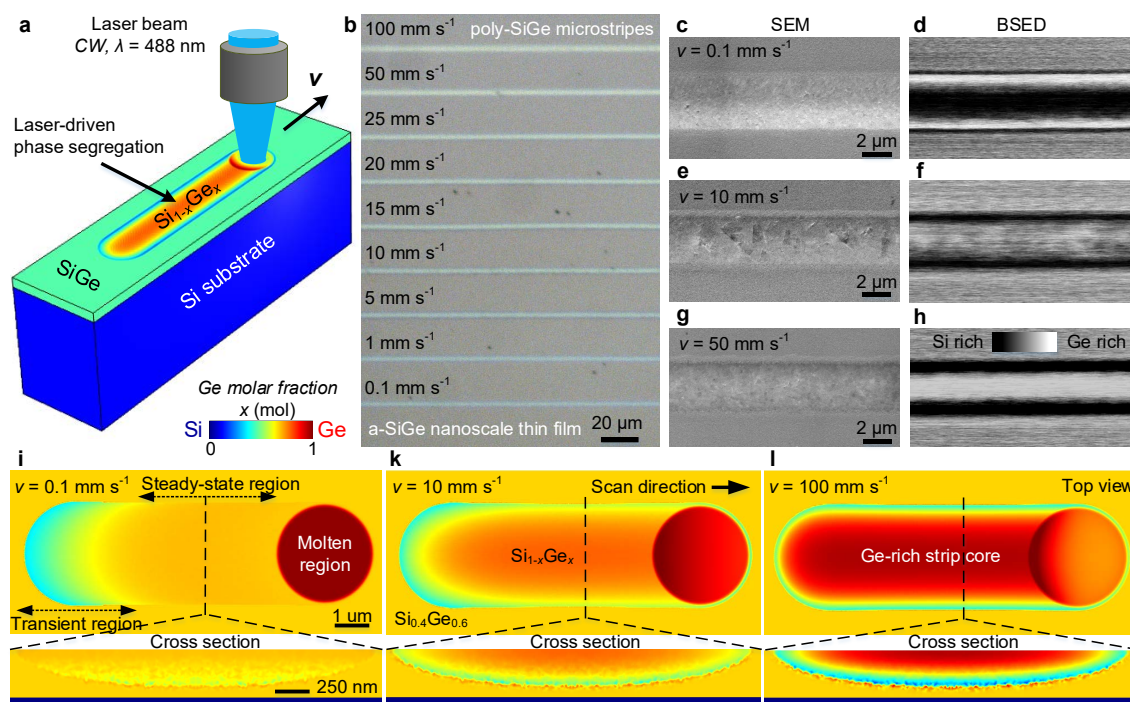 a
Laser beam
CW, λ = 488 nm
v
Laser-driven
phase segregation
Si1-xGex
SiGe
Si substrate
Ge molar fraction
x (mol)
Si
Ge
0
1
b
100 mm s⁻¹
poly-SiGe microstripes
50 mm s⁻¹
25 mm s⁻¹
20 mm s⁻¹
15 mm s⁻¹
10 mm s⁻¹
5 mm s⁻¹
1 mm s⁻¹
0.1 mm s⁻¹
a-SiGe nanoscale thin film
20 µm
c
SEM
v = 0.1 mm s⁻¹
2 µm
d
BSED
e
v = 10 mm s⁻¹
f
g
v = 50 mm s⁻¹
2 µm
h
Si rich
Ge rich
i
v = 0.1 mm s⁻¹
Steady-state region
Molten
region
Transient region
1 um
Cross section
250 nm
k
v = 10 mm s⁻¹
Scan direction
Si1-xGex
Si0.4Ge0.6
Cross section
l
v = 100 mm s⁻¹
Top view
Ge-rich strip core
Cross section